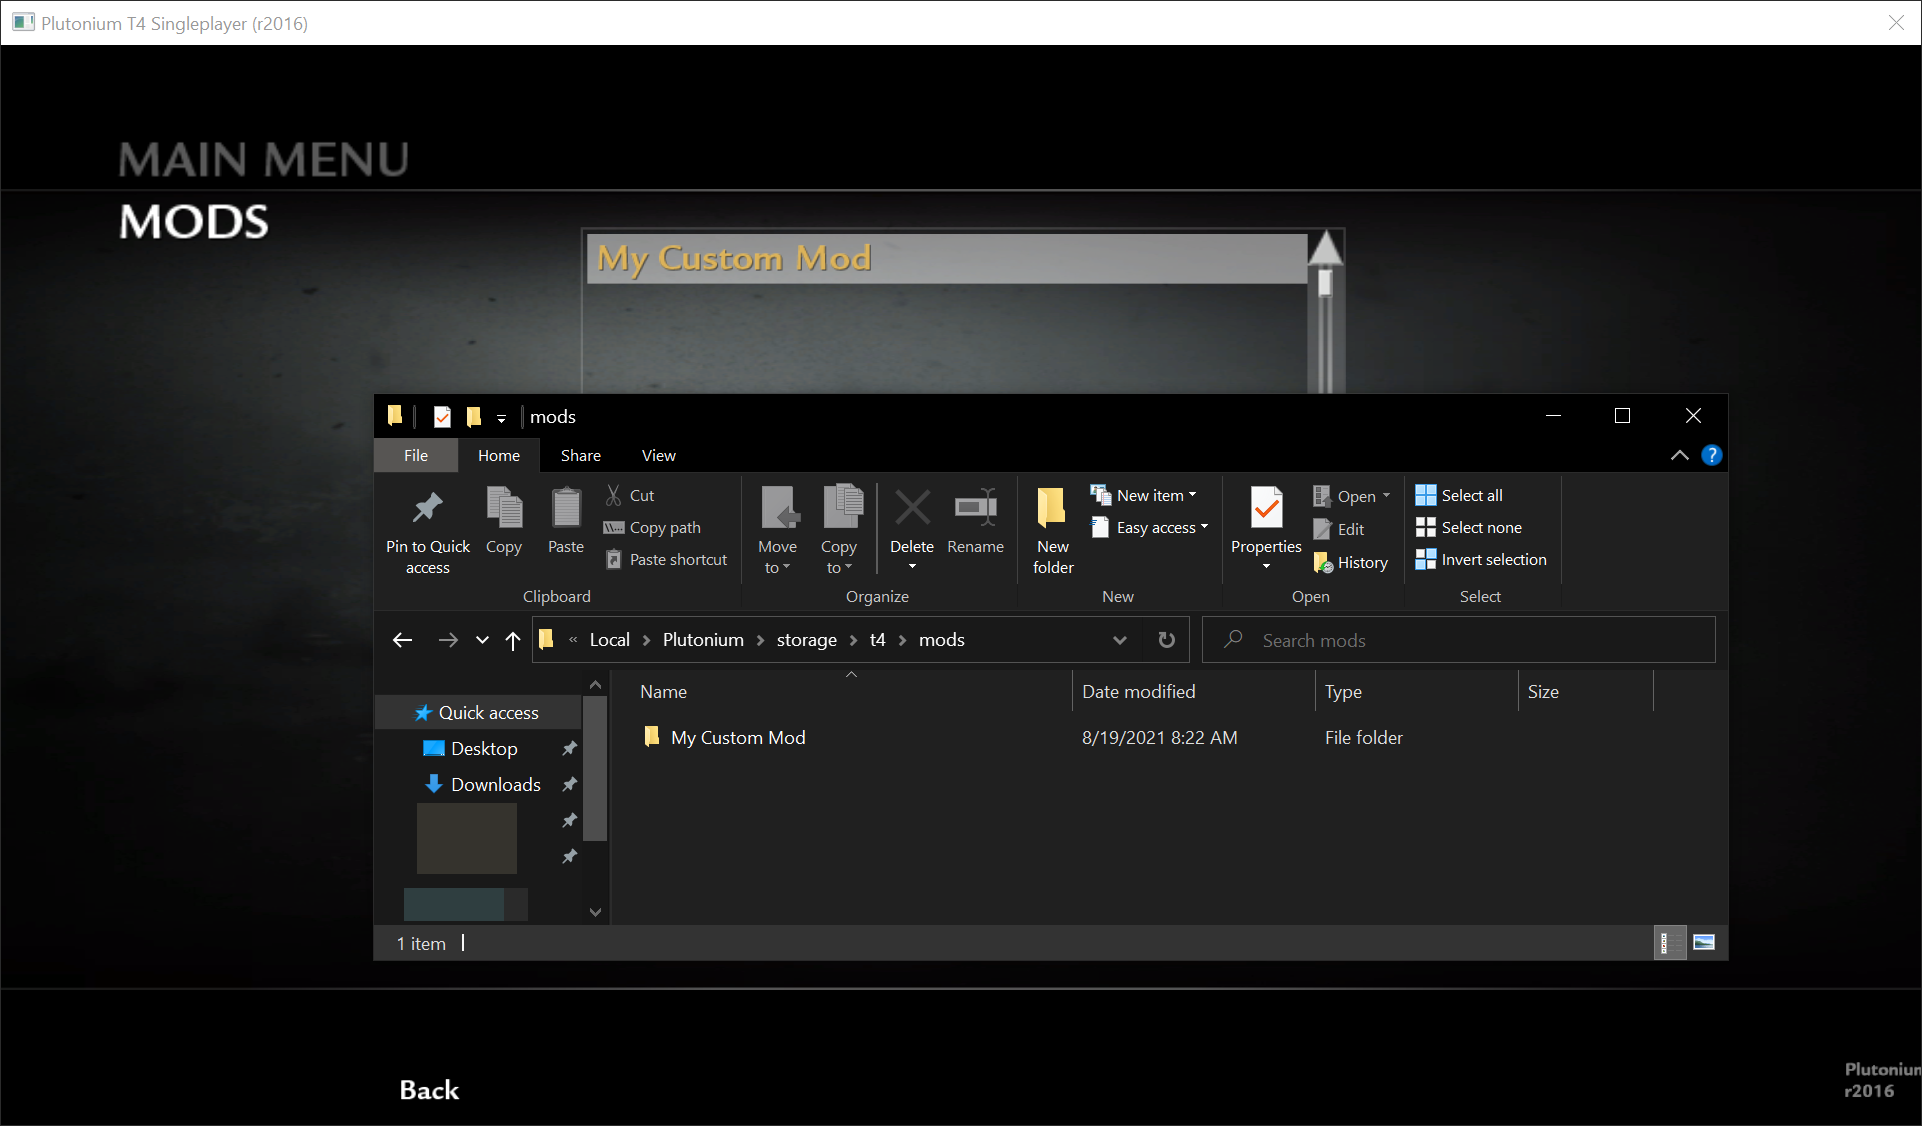 Plutonium T4 Singleplayer (r2016)
MAIN MENU
MODS
My Custom Mod
mods
File Home Share View
Pin to Quick access
Copy
Paste
Cut
Copy path
Paste shortcut
Clipboard
Move to
Copy to
Delete
Rename
Organize
New folder
New item
Easy access
New
Properties
Open
Edit
History
Open
Select all
Select none
Invert selection
Select
« Local > Plutonium > storage > t4 > mods
Search mods
Quick access
Desktop
Downloads
Name Date modified Type Size
My Custom Mod 8/19/2021 8:22 AM File folder
1 item
Back
r2016